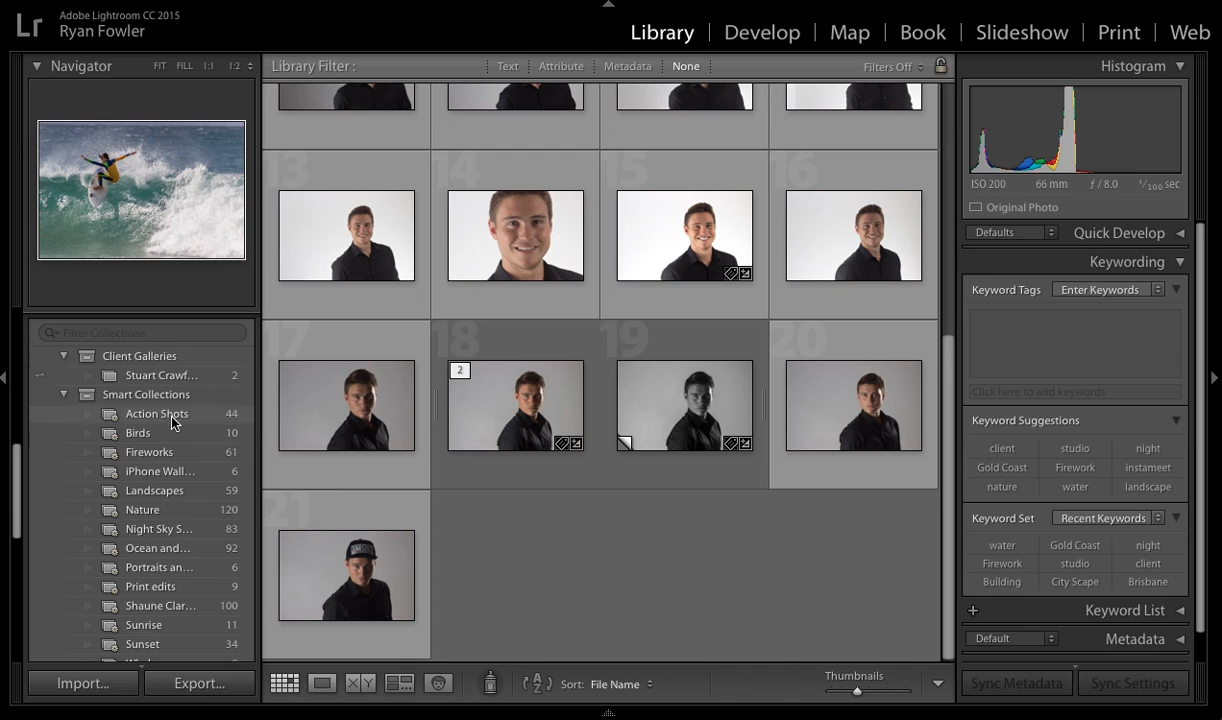 Lr
Adobe Lightroom CC 2015
Ryan Fowler
Library | Develop | Map | Book | Slideshow | Print | Web
Navigator FIT FILL 1:1 1:2
Library Filter : Text Attribute Metadata None Filters Off
Histogram
ISO 200 66 mm ƒ / 8.0 1/100 sec
Original Photo
Defaults Quick Develop
Keywording
Keyword Tags Enter Keywords
Click here to add keywords
Keyword Suggestions
client studio night
Gold Coast Firework instameet
nature water landscape
Keyword Set Recent Keywords
water Gold Coast night
Firework studio client
Building City Scape Brisbane
Keyword List
Default Metadata
Sync Metadata Sync Settings
Filter Collections
Client Galleries
Stuart Crawf... 2
Smart Collections
Action Shots 44
Birds 10
Fireworks 61
iPhone Wall... 6
Landscapes 59
Nature 120
Night Sky S... 83
Ocean and... 92
Portraits an... 6
Print edits 9
Shaune Clar... 100
Sunrise 11
Sunset 34
Import... Export...
13 14 15 16
17 18 19 20
2
21
XY
Sort: File Name
Thumbnails